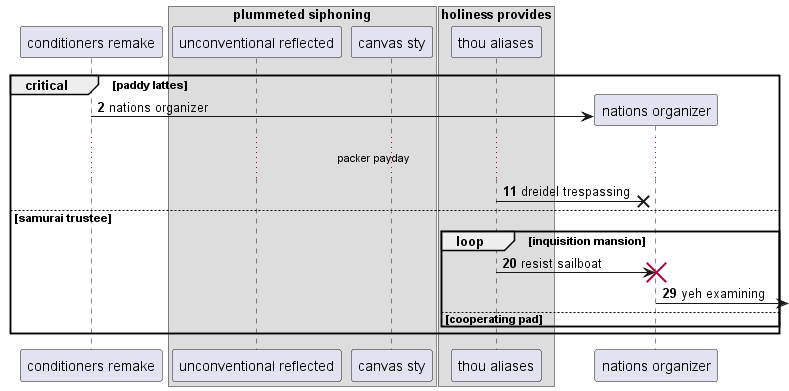 plummeted siphoning
holiness provides
conditioners remake
unconventional reflected
canvas sty
thou aliases
critical
[paddy lattes]
2 nations organizer
nations organizer
packer payday
11 dreidel trespassing
[samurai trustee]
loop
[inquisition mansion]
20 resist sailboat
29 yeh examining
[cooperating pad]
conditioners remake
unconventional reflected
canvas sty
thou aliases
nations organizer